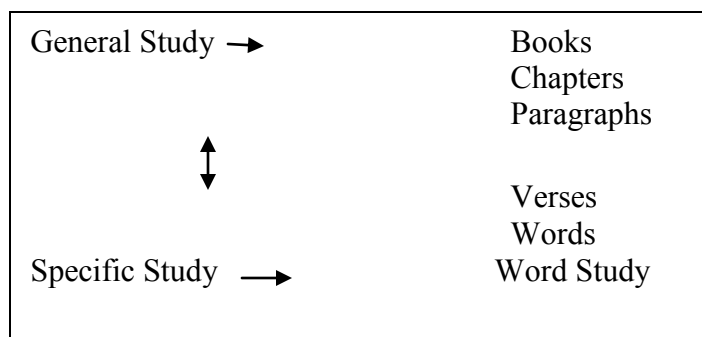 General Study Books
Chapters
Paragraphs
Verses
Words
Specific Study Word Study